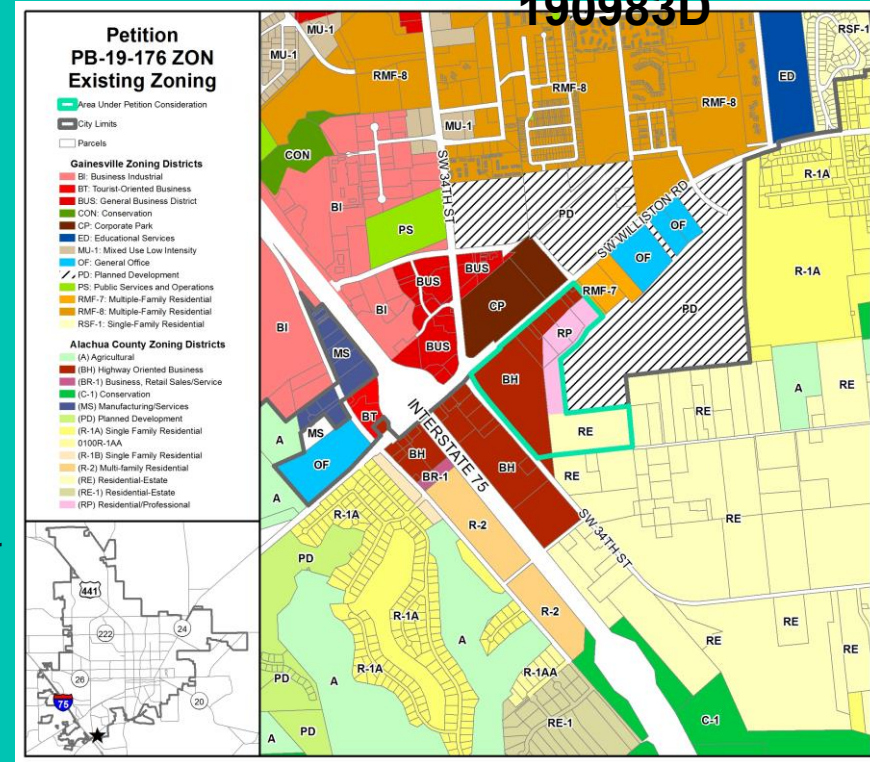 190983D
Petition
PB-19-176 ZON
Existing Zoning
Area Under Petition Consideration
City Limits
Parcels
Gainesville Zoning Districts
BI: Business Industrial
BT: Tourist-Oriented Business
BUS: General Business District
CON: Conservation
CP: Corporate Park
ED: Educational Services
MU-1: Mixed Use Low Intensity
OF: General Office
PD: Planned Development
PS: Public Services and Operations
RMF-7: Multiple-Family Residential
RMF-8: Multiple-Family Residential
RSF-1: Single-Family Residential
Alachua County Zoning Districts
(A) Agricultural
(BH) Highway Oriented Business
(BR-1) Business, Retail Sales/Service
(C-1) Conservation
(MS) Manufacturing/Services
(PD) Planned Development
(R-1A) Single Family Residential
0100R-1AA
(R-1B) Single Family Residential
(R-2) Multi-family Residential
(RE) Residential-Estate
(RE-1) Residential-Estate
(RP) Residential/Professional
441
222
24
26
20
75
MU-1
MU-1
RMF-8
RMF-8
RMF-8
ED
RSF-1
MU-1
CON
SW 34TH ST
R-1A
BI
PS
PD
SW WILLISTON RD
OF
OF
R-1A
BUS
BUS
RMF-7
PD
BI
CP
BI
RP
MS
BUS
BH
A
RE
BT
RE
RE
A
MS
OF
INTERSTATE 75
BH
BR-1
BH
RE
A
R-1A
R-2
SW 34TH ST
RE
PD
R-1A
A
R-2
RE
RE
RE
PD
A
R-1A
R-1AA
RE-1
C-1
A
PD